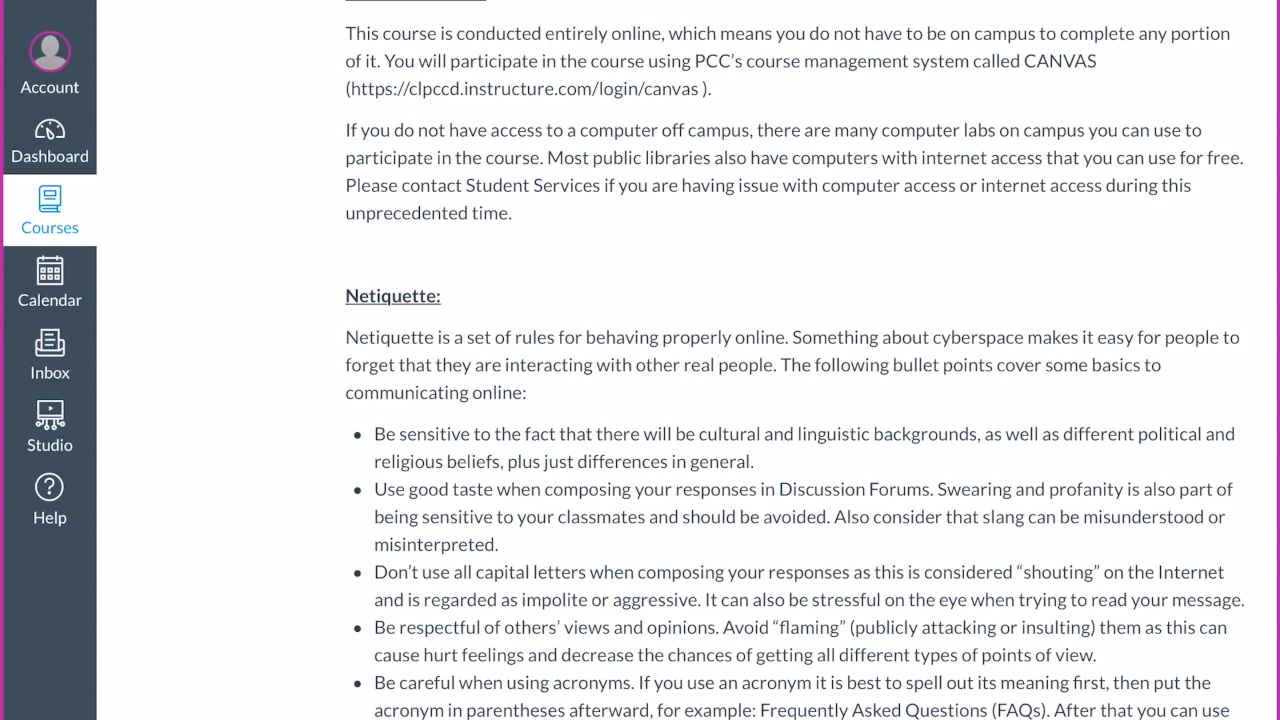 Account
Dashboard
Courses
Calendar
Inbox
Studio
Help
This course is conducted entirely online, which means you do not have to be on campus to complete any portion
of it. You will participate in the course using PCC’s course management system called CANVAS
(https://clpccd.instructure.com/login/canvas ).
If you do not have access to a computer off campus, there are many computer labs on campus you can use to
participate in the course. Most public libraries also have computers with internet access that you can use for free.
Please contact Student Services if you are having issue with computer access or internet access during this
unprecedented time.
Netiquette:
Netiquette is a set of rules for behaving properly online. Something about cyberspace makes it easy for people to
forget that they are interacting with other real people. The following bullet points cover some basics to
communicating online:
• Be sensitive to the fact that there will be cultural and linguistic backgrounds, as well as different political and
religious beliefs, plus just differences in general.
• Use good taste when composing your responses in Discussion Forums. Swearing and profanity is also part of
being sensitive to your classmates and should be avoided. Also consider that slang can be misunderstood or
misinterpreted.
• Don’t use all capital letters when composing your responses as this is considered “shouting” on the Internet
and is regarded as impolite or aggressive. It can also be stressful on the eye when trying to read your message.
• Be respectful of others’ views and opinions. Avoid “flaming” (publicly attacking or insulting) them as this can
cause hurt feelings and decrease the chances of getting all different types of points of view.
• Be careful when using acronyms. If you use an acronym it is best to spell out its meaning first, then put the
acronym in parentheses afterward, for example: Frequently Asked Questions (FAQs). After that you can use